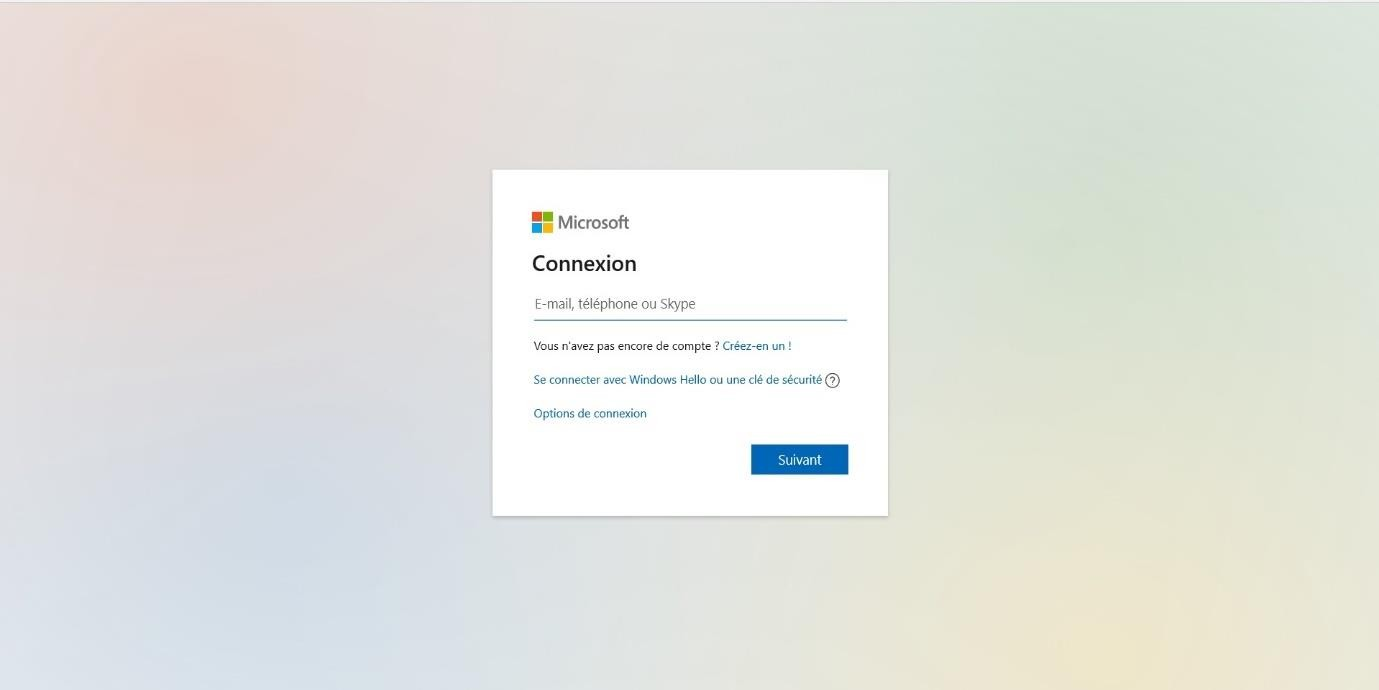 Microsoft
Connexion
E-mail, téléphone ou Skype
Vous n'avez pas encore de compte ? Créez-en un !
Se connecter avec Windows Hello ou une clé de sécurité ?
Options de connexion
Suivant